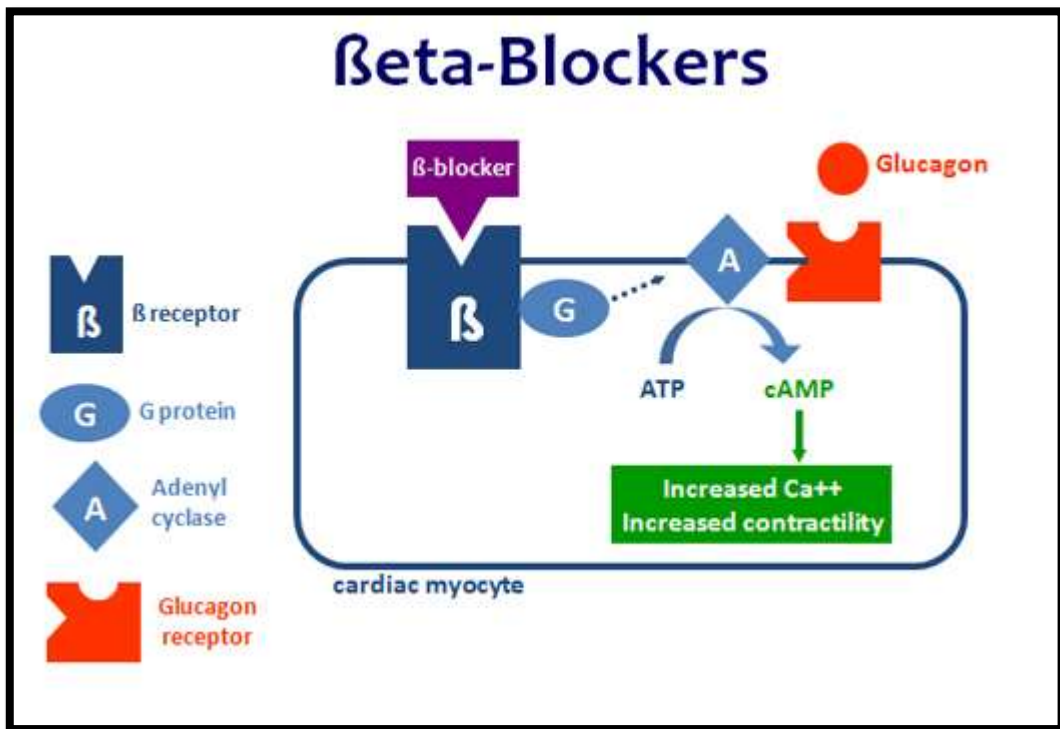 ßeta-Blockers
ß-blocker
Glucagon
A
ß
G
ß
ß receptor
ATP
cAMP
G
G protein
Increased Ca++
Increased contractility
A
Adenyl
cyclase
cardiac myocyte
Glucagon
receptor